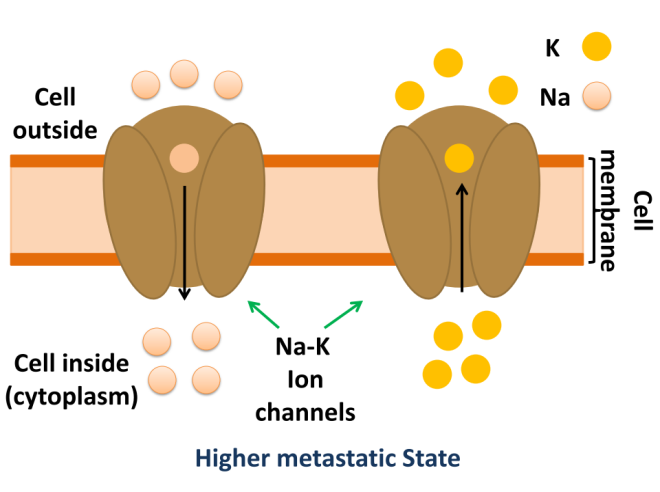 K
Na
Cell
outside
Cell
membrane
Cell inside
(cytoplasm)
Na-K
Ion
channels
Higher metastatic State